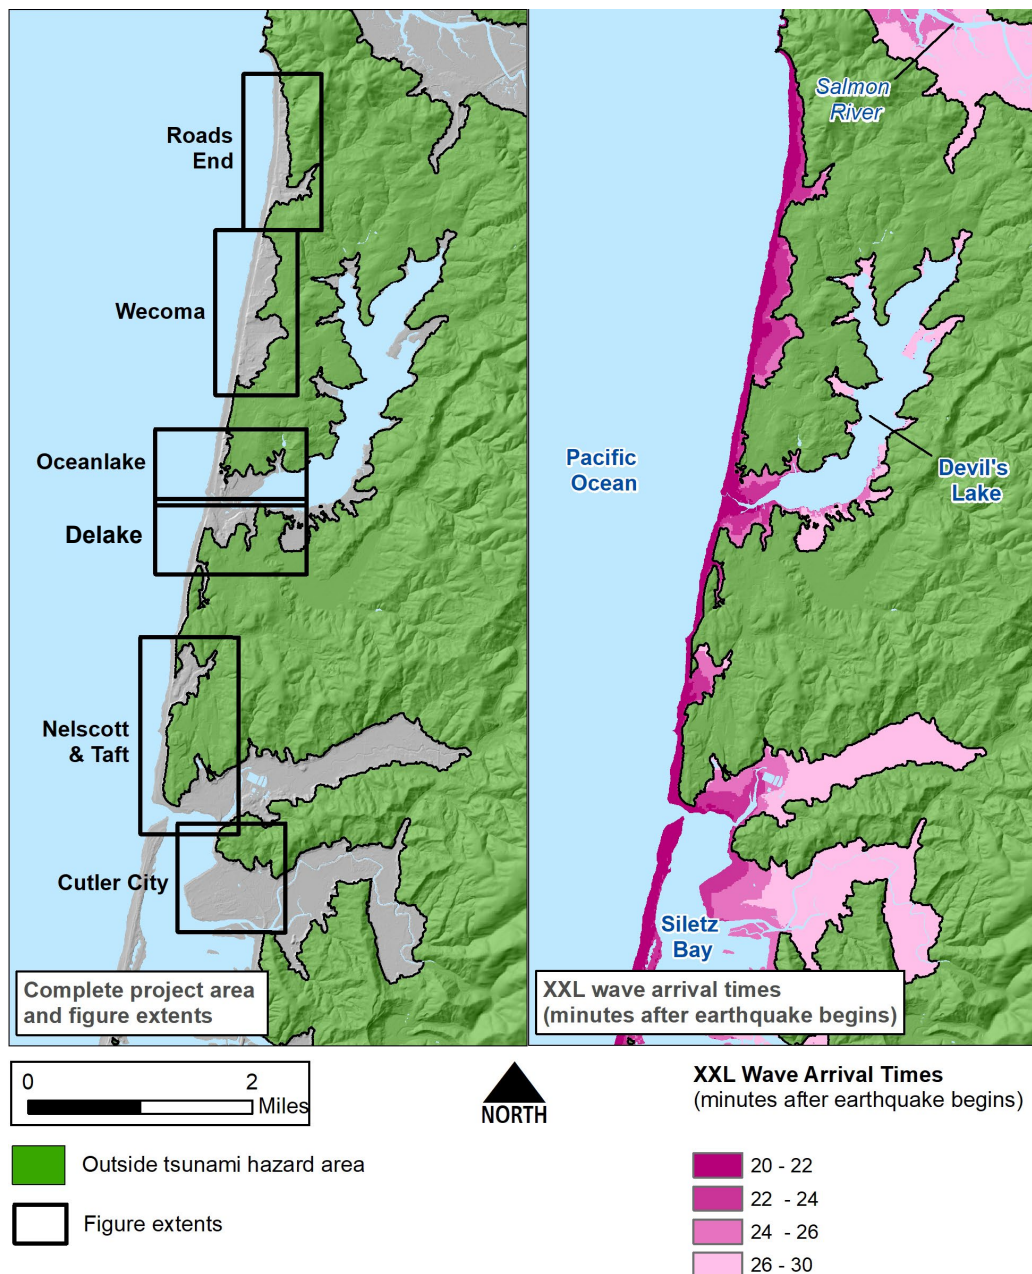 Roads
End
Wecoma
Oceanlake
Delake
Nelscott
& Taft
Cutler City
Complete project area
and figure extents
Salmon
River
Pacific
Ocean
Devil's
Lake
Siletz
Bay
XXL wave arrival times
(minutes after earthquake begins)
0 2
Miles
NORTH
Outside tsunami hazard area
Figure extents
XXL Wave Arrival Times
(minutes after earthquake begins)
20 - 22
22 - 24
24 - 26
26 - 30